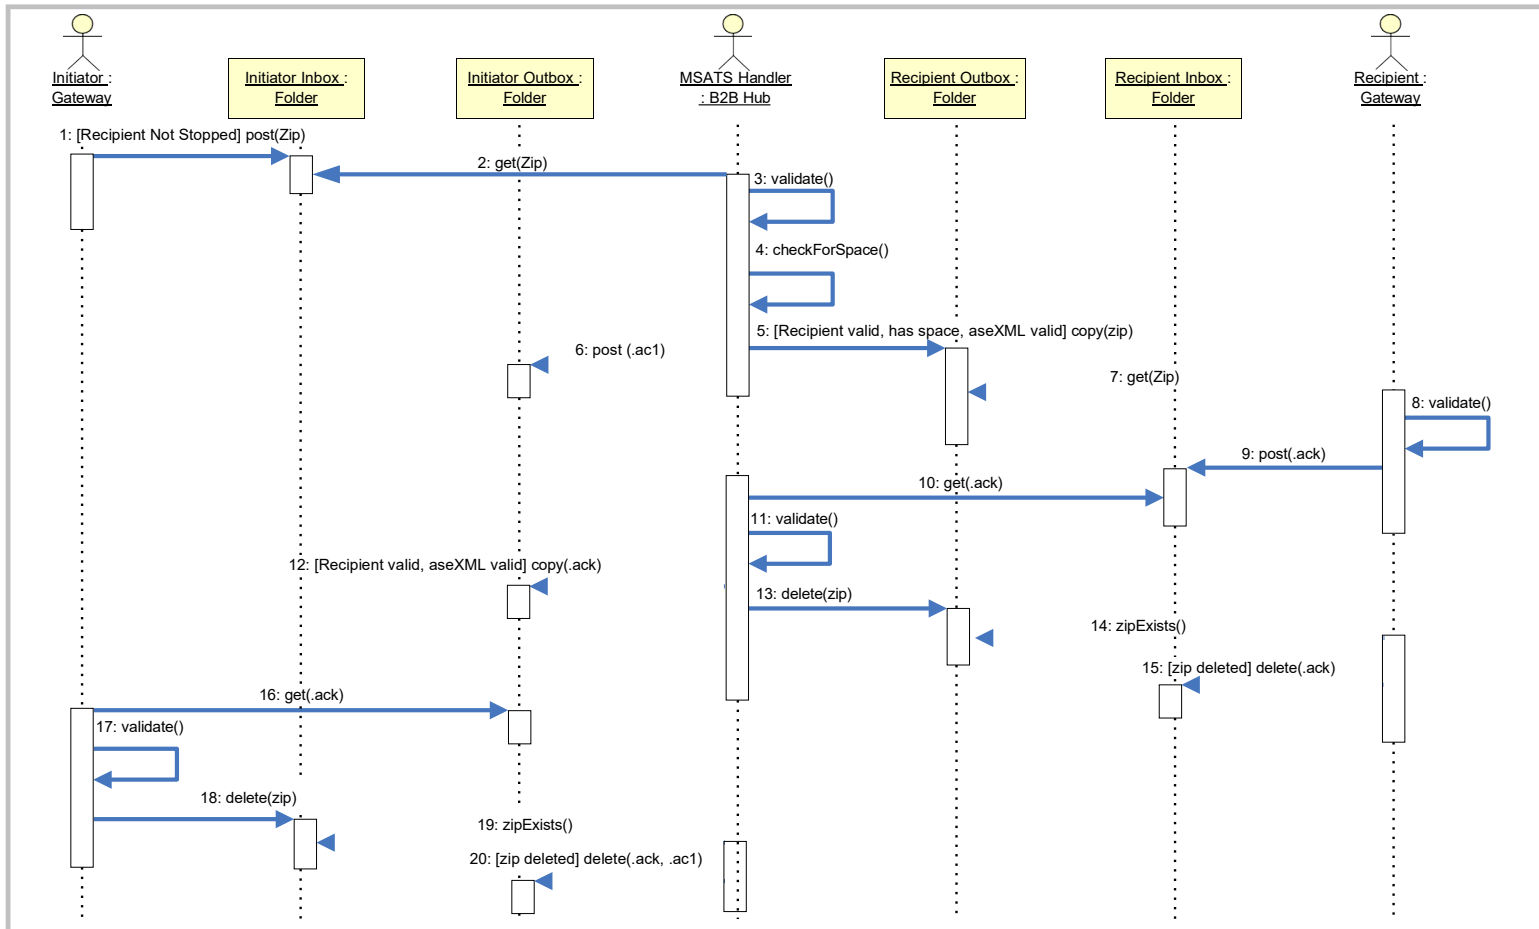 Initiator :
Gateway
Initiator Inbox :
Folder
Initiator Outbox :
Folder
MSATS Handler
: B2B Hub
Recipient Outbox :
Folder
Recipient Inbox :
Folder
Recipient :
Gateway
1: [Recipient Not Stopped] post(Zip)
2: get(Zip)
3: validate()
4: checkForSpace()
5: [Recipient valid, has space, aseXML valid] copy(zip)
6: post (.ac1)
7: get(Zip)
8: validate()
9: post(.ack)
10: get(.ack)
11: validate()
12: [Recipient valid, aseXML valid] copy(.ack)
13: delete(zip)
14: zipExists()
15: [zip deleted] delete(.ack)
16: get(.ack)
17: validate()
18: delete(zip)
19: zipExists()
20: [zip deleted] delete(.ack, .ac1)